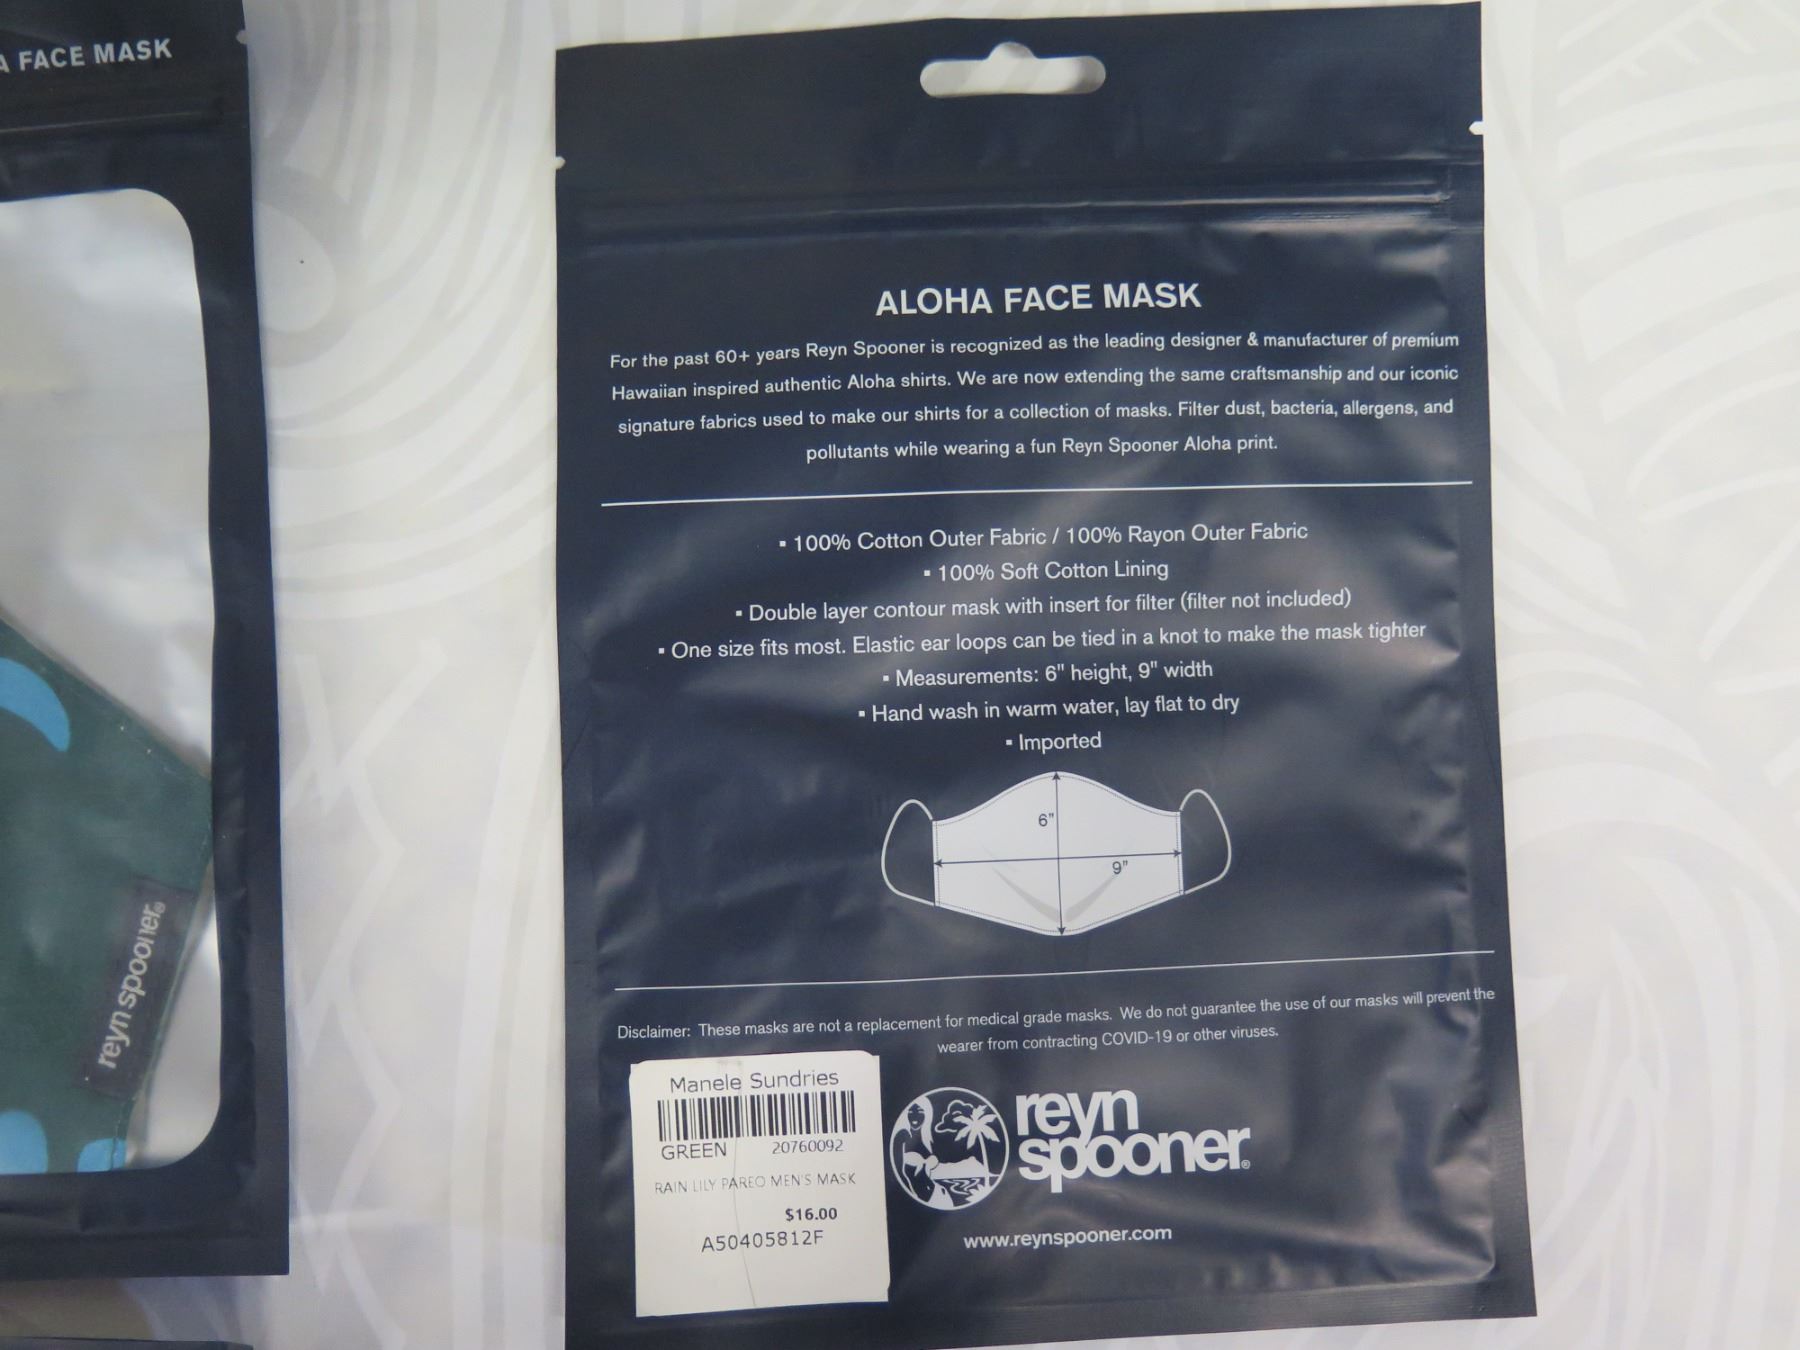 A FACE MASK
reyn spooner®
ALOHA FACE MASK
For the past 60+ years Reyn Spooner is recognized as the leading designer & manufacturer of premium
Hawaiian inspired authentic Aloha shirts. We are now extending the same craftsmanship and our iconic
signature fabrics used to make our shirts for a collection of masks. Filter dust, bacteria, allergens, and
pollutants while wearing a fun Reyn Spooner Aloha print.
▪ 100% Cotton Outer Fabric / 100% Rayon Outer Fabric
▪ 100% Soft Cotton Lining
▪ Double layer contour mask with insert for filter (filter not included)
▪ One size fits most. Elastic ear loops can be tied in a knot to make the mask tighter
▪ Measurements: 6" height, 9" width
▪ Hand wash in warm water, lay flat to dry
▪ Imported
6"
9"
Disclaimer: These masks are not a replacement for medical grade masks. We do not guarantee the use of our masks will prevent the
wearer from contracting COVID-19 or other viruses.
Manele Sundries
GREEN 20760092
RAIN LILY PAREO MEN'S MASK
$16.00
A50405812F
reyn
spooner®
www.reynspooner.com